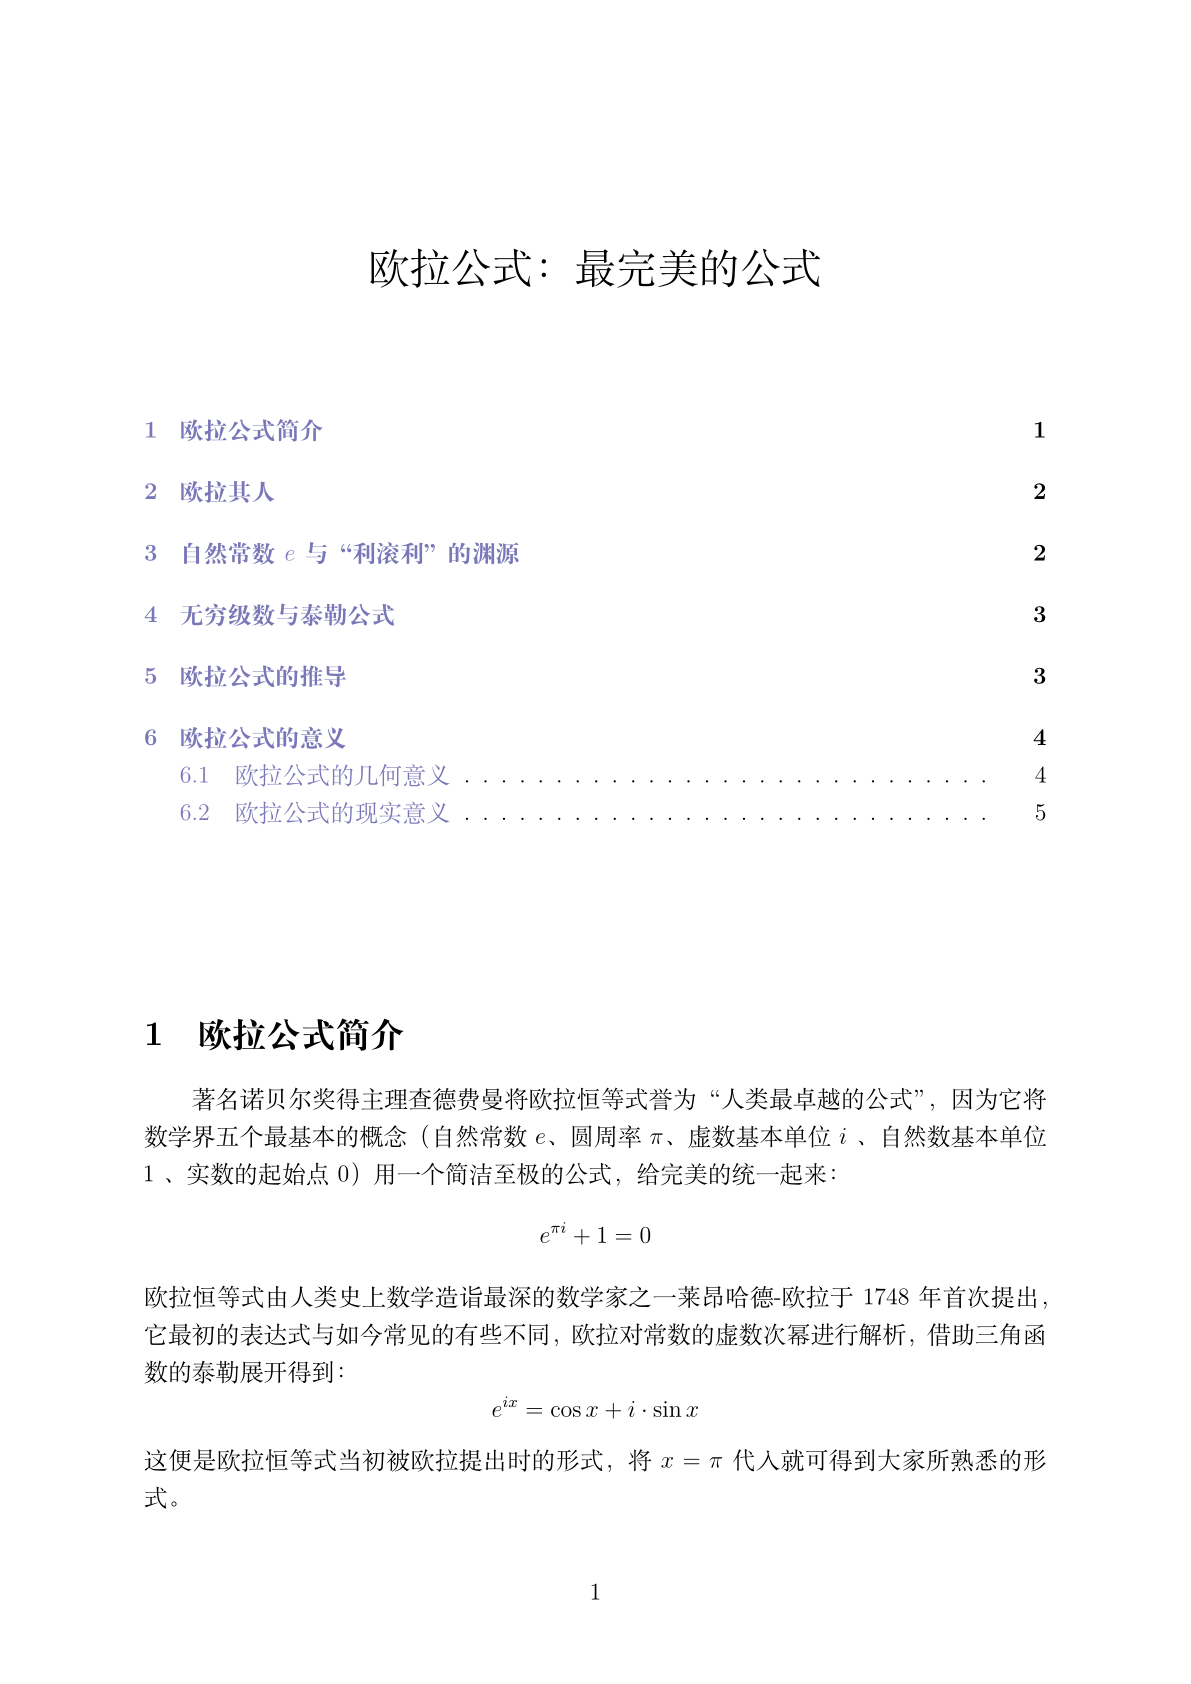 欧拉公式：最完美的公式
1 欧拉公式简介 1
2 欧拉其人 2
3 自然常数 e 与“利滚利”的渊源 2
4 无穷级数与泰勒公式 3
5 欧拉公式的推导 3
6 欧拉公式的意义 4
6.1 欧拉公式的几何意义 . . . . . . . . . . . . . . . . . . . . . . . . . . . . . 4
6.2 欧拉公式的现实意义 . . . . . . . . . . . . . . . . . . . . . . . . . . . . . 5
1 欧拉公式简介
著名诺贝尔奖得主理查德费曼将欧拉恒等式誉为“人类最卓越的公式”，因为它将
数学界五个最基本的概念（自然常数 e、圆周率 π、虚数基本单位 i 、自然数基本单位
1 、实数的起始点 0）用一个简洁至极的公式，给完美的统一起来：
e^{πi} + 1 = 0
欧拉恒等式由人类史上数学造诣最深的数学家之一莱昂哈德-欧拉于 1748 年首次提出，
它最初的表达式与如今常见的有些不同，欧拉对常数的虚数次幂进行解析，借助三角函
数的泰勒展开得到：
e^{ix} = cos x + i · sin x
这便是欧拉恒等式当初被欧拉提出时的形式，将 x = π 代入就可得到大家所熟悉的形
式。
1